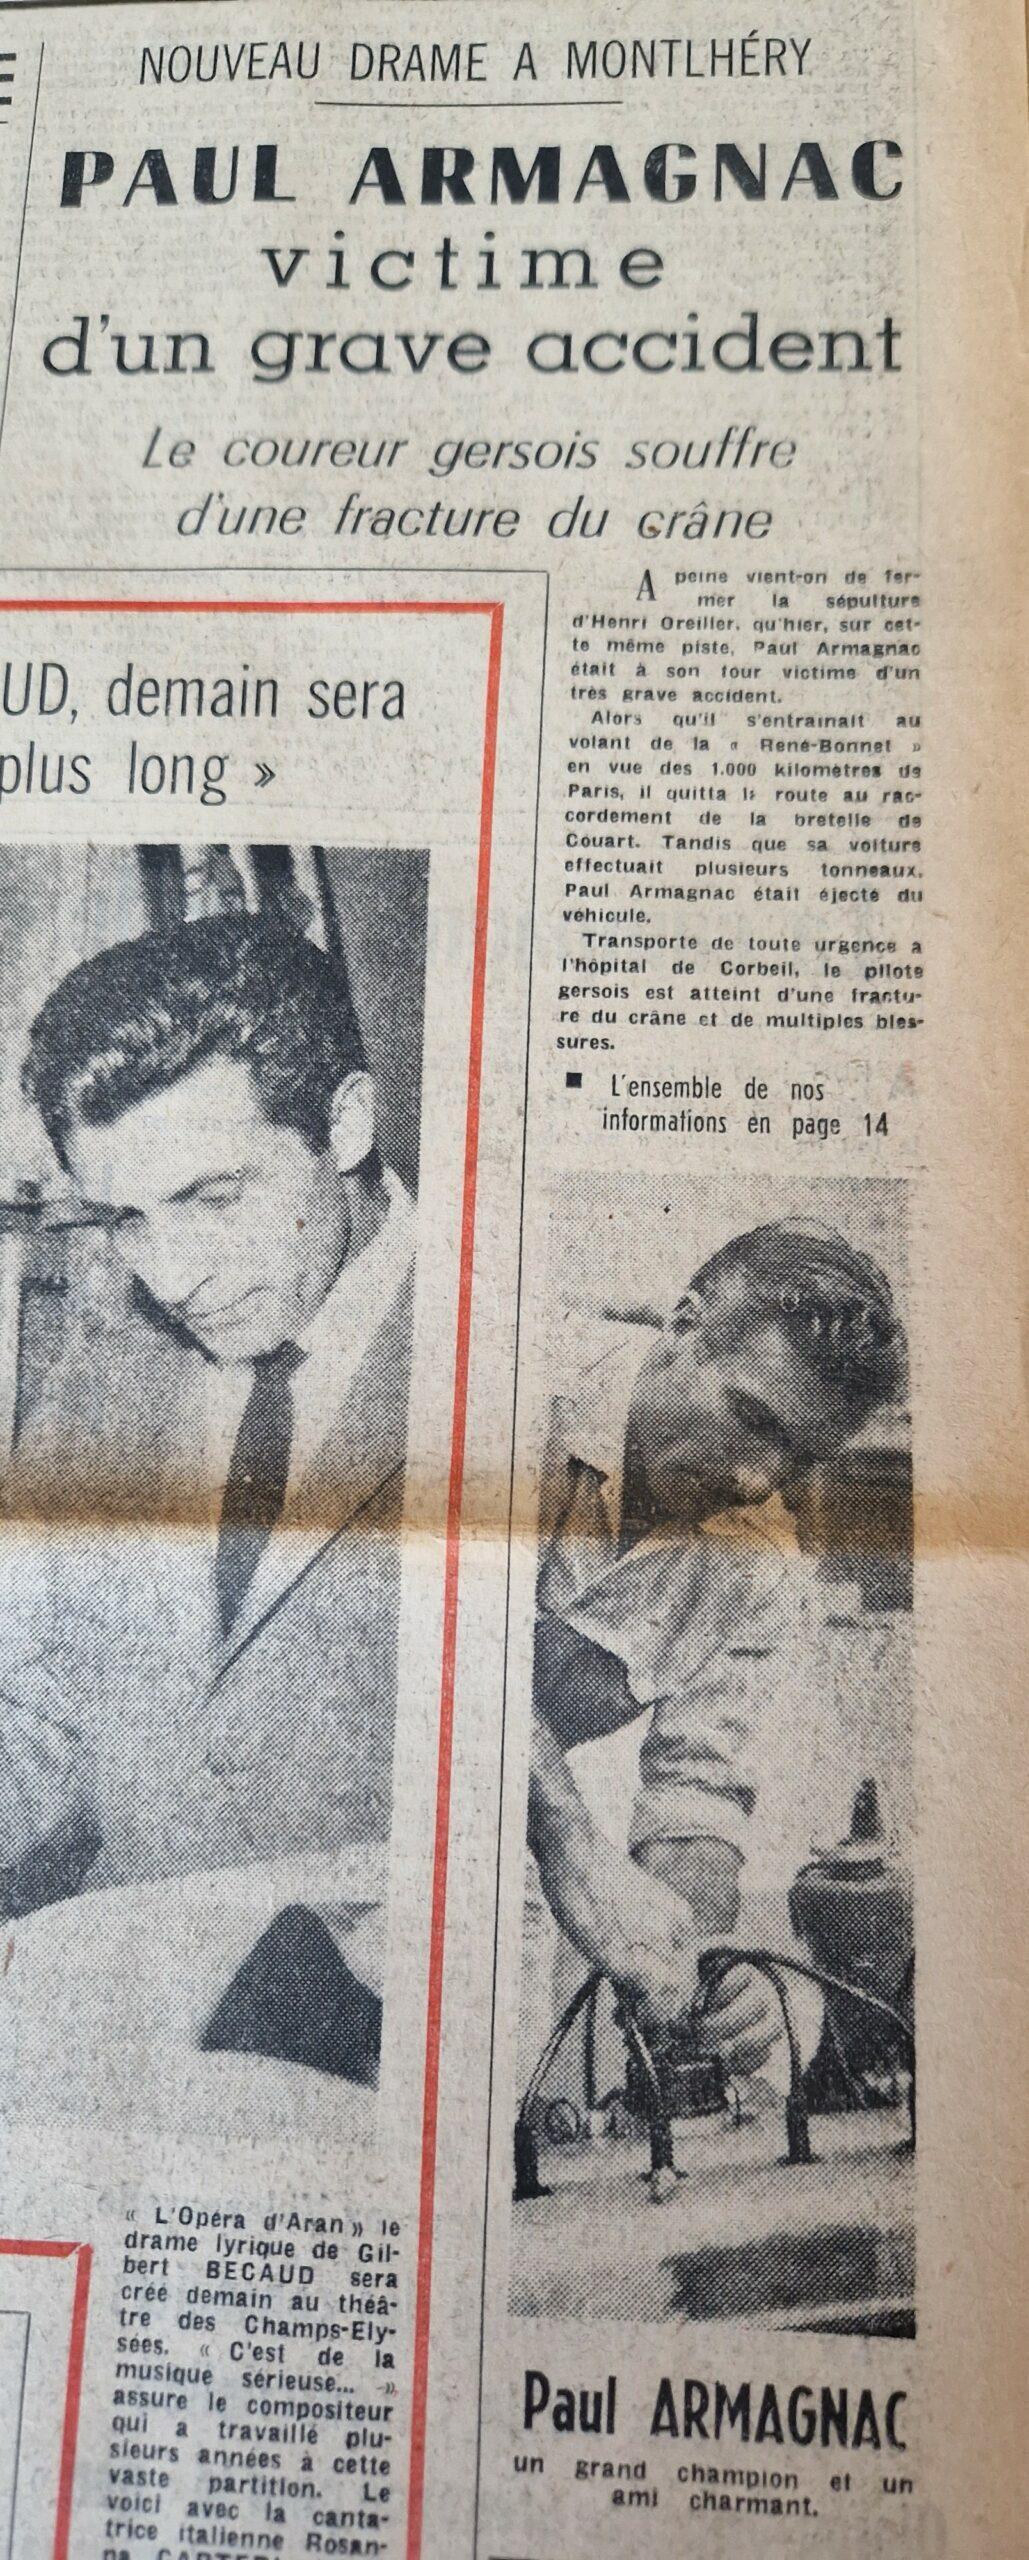 NOUVEAU DRAME A MONTLHÉRY
PAUL ARMAGNAC
victime
d'un grave accident
Le coureur gersois souffre
d'une fracture du crâne
A peine vient-on de fer-
mer la sépulture
d'Henri Oreiller, qu'hier, sur cet-
te même piste, Paul Armagnac
était à son tour victime d'un
très grave accident.
Alors qu'il s'entrainait au
volant de la « René-Bonnet »
en vue des 1.000 kilomètres de
Paris, il quitta la route au rac-
cordement de la bretelle de
Couart. Tandis que sa voiture
effectuait plusieurs tonneaux,
Paul Armagnac était éjecté du
véhicule.
Transporté de toute urgence a
l'hôpital de Corbeil, le pilote
gersois est atteint d'une fractu-
re du crâne et de multiples bles-
sures.
■ L'ensemble de nos
informations en page 14
UD, demain sera
plus long »
« L'Opéra d'Aran » le
drame lyrique de Gil-
bert BECAUD sera
créé demain au théâ-
tre des Champs-Ely-
sées. « C'est de la
musique sérieuse... »
assure le compositeur
qui a travaillé plu-
sieurs années à cette
vaste partition. Le
voici avec la canta-
trice italienne Rosan-
Paul ARMAGNAC
un grand champion et un
ami charmant.